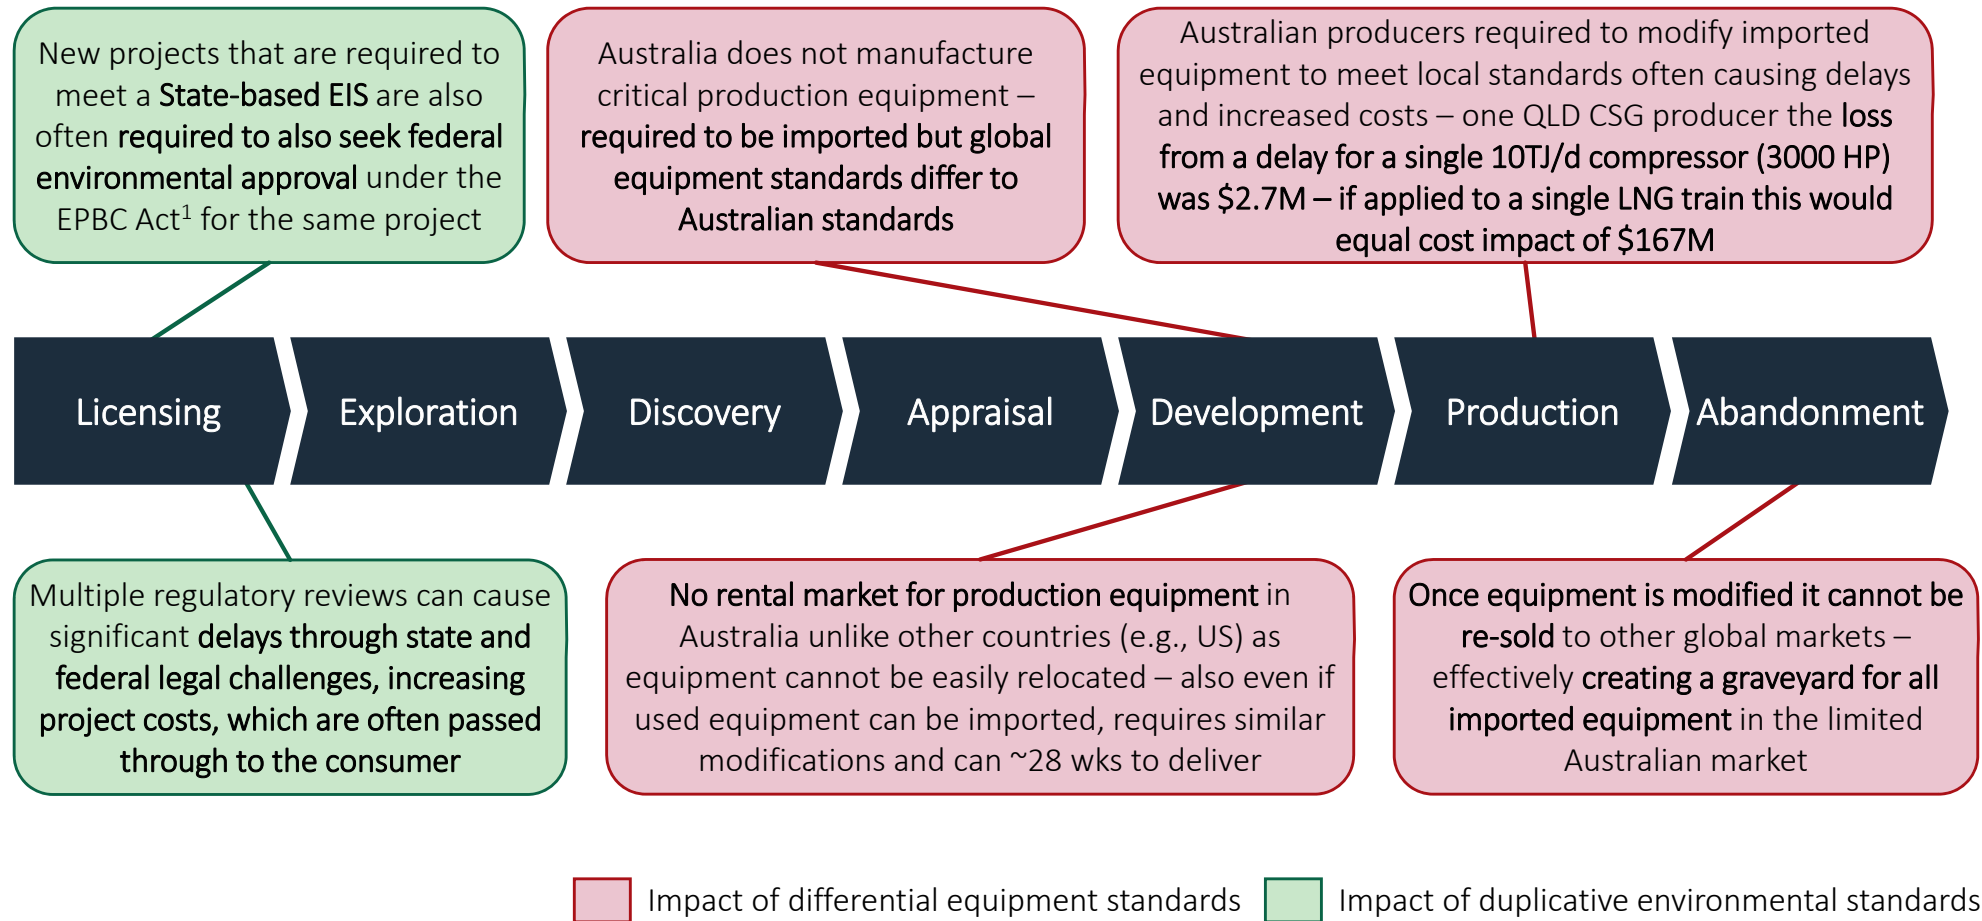 New projects that are required to
meet a State-based EIS are also
often required to also seek federal
environmental approval under the
EPBC Act1 for the same project
Australia does not manufacture
critical production equipment –
required to be imported but global
equipment standards differ to
Australian standards
Australian producers required to modify imported
equipment to meet local standards often causing delays
and increased costs – one QLD CSG producer the loss
from a delay for a single 10TJ/d compressor (3000 HP)
was $2.7M – if applied to a single LNG train this would
equal cost impact of $167M
Licensing
Exploration
Discovery
Appraisal
Development
Production
Abandonment
Multiple regulatory reviews can cause
significant delays through state and
federal legal challenges, increasing
project costs, which are often passed
through to the consumer
No rental market for production equipment in
Australia unlike other countries (e.g., US) as
equipment cannot be easily relocated – also even if
used equipment can be imported, requires similar
modifications and can ~28 wks to deliver
Once equipment is modified it cannot be
re-sold to other global markets –
effectively creating a graveyard for all
imported equipment in the limited
Australian market
Impact of differential equipment standards
Impact of duplicative environmental standards